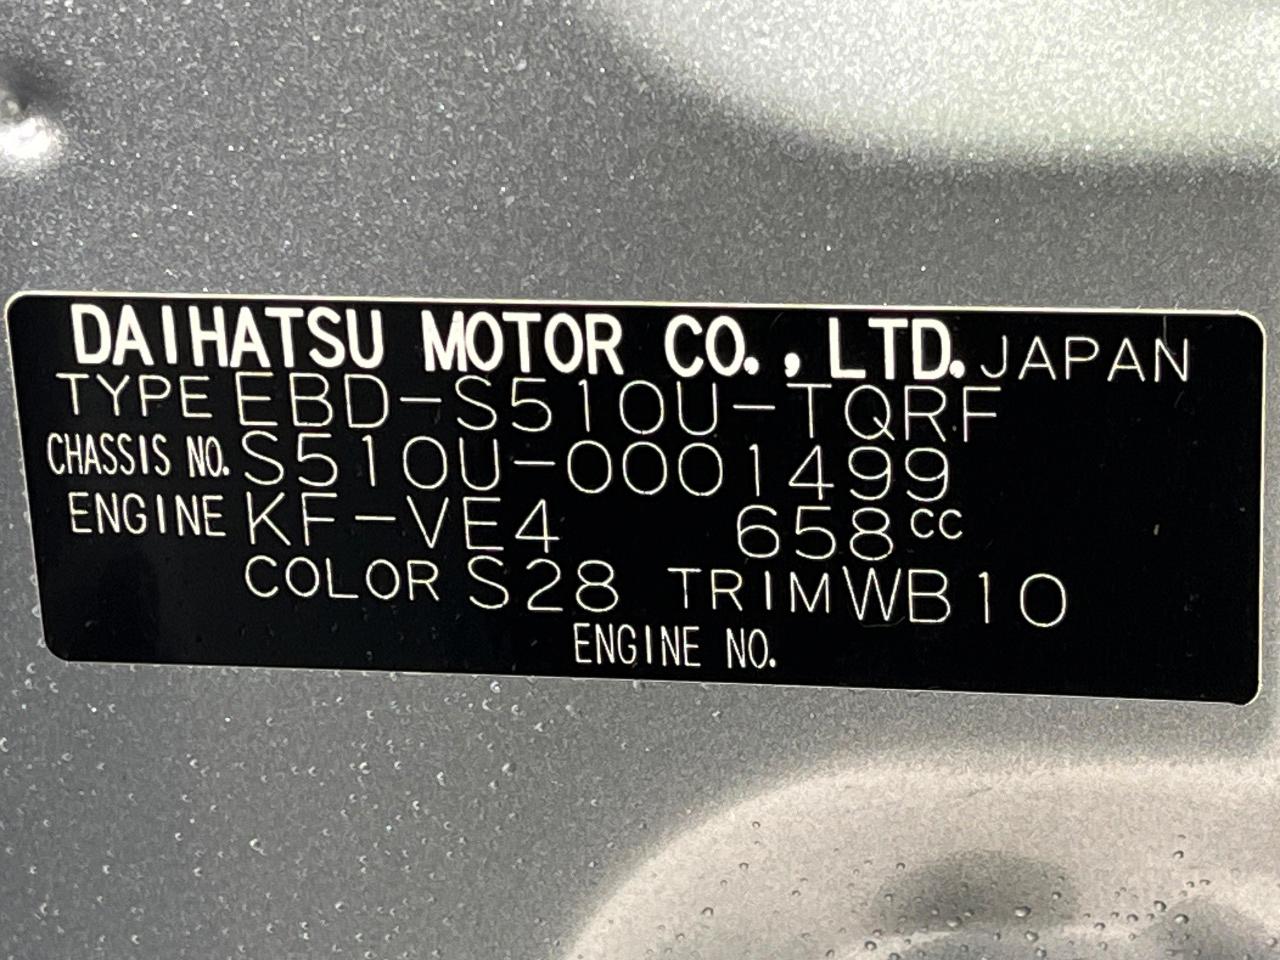 DAIHATSU MOTOR CO., LTD. JAPAN
TYPE EBD-S510U-TQRF
CHASSIS NO. S510U-0001499
ENGINE KF-VE4 658cc
COLOR S28 TRIM WB10
ENGINE NO.